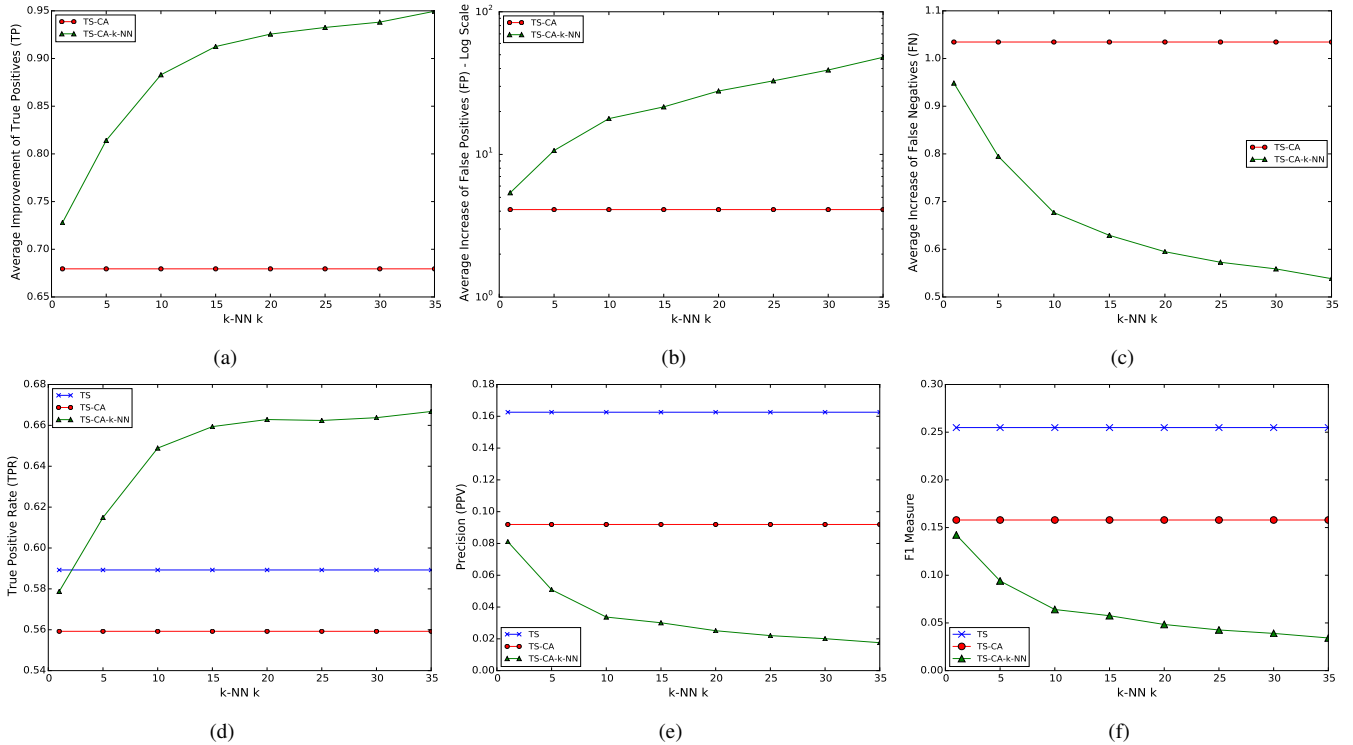 Average Improvement of True Positives (TP)
0.95
0.90
0.85
0.80
0.75
0.70
0.65
TS-CA
TS-CA-k-NN
5 10 15 20 25 30 35
k-NN k
(a)
Average Increase of False Positives (FP) - Log Scale
10²
10¹
10⁰
TS-CA
TS-CA-k-NN
5 10 15 20 25 30 35
k-NN k
(b)
Average Increase of False Negatives (FN)
1.1
1.0
0.9
0.8
0.7
0.6
0.5
TS-CA
TS-CA-k-NN
5 10 15 20 25 30 35
k-NN k
(c)
True Positive Rate (TPR)
0.68
0.66
0.64
0.62
0.60
0.58
0.56
0.54
TS
TS-CA
TS-CA-k-NN
5 10 15 20 25 30 35
k-NN k
(d)
Precision (PPV)
0.18
0.16
0.14
0.12
0.10
0.08
0.06
0.04
0.02
0.00
TS
TS-CA
TS-CA-k-NN
5 10 15 20 25 30 35
k-NN k
(e)
F1 Measure
0.30
0.25
0.20
0.15
0.10
0.05
0.00
TS
TS-CA
TS-CA-k-NN
5 10 15 20 25 30 35
k-NN k
(f)